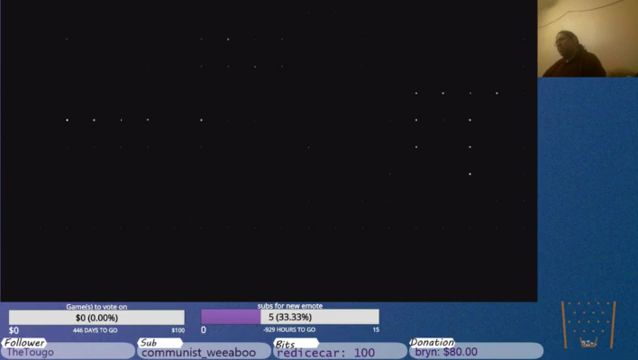 Game(s) to vote on
$0 (0.00%)
$0
446 DAYS TO GO
$100
subs for new emote
5 (33.33%)
0
-929 HOURS TO GO
15
Follower
TheTougo
Sub
communist_weeaboo
Bits
redicecar: 100
Donation
bryn: $80.00